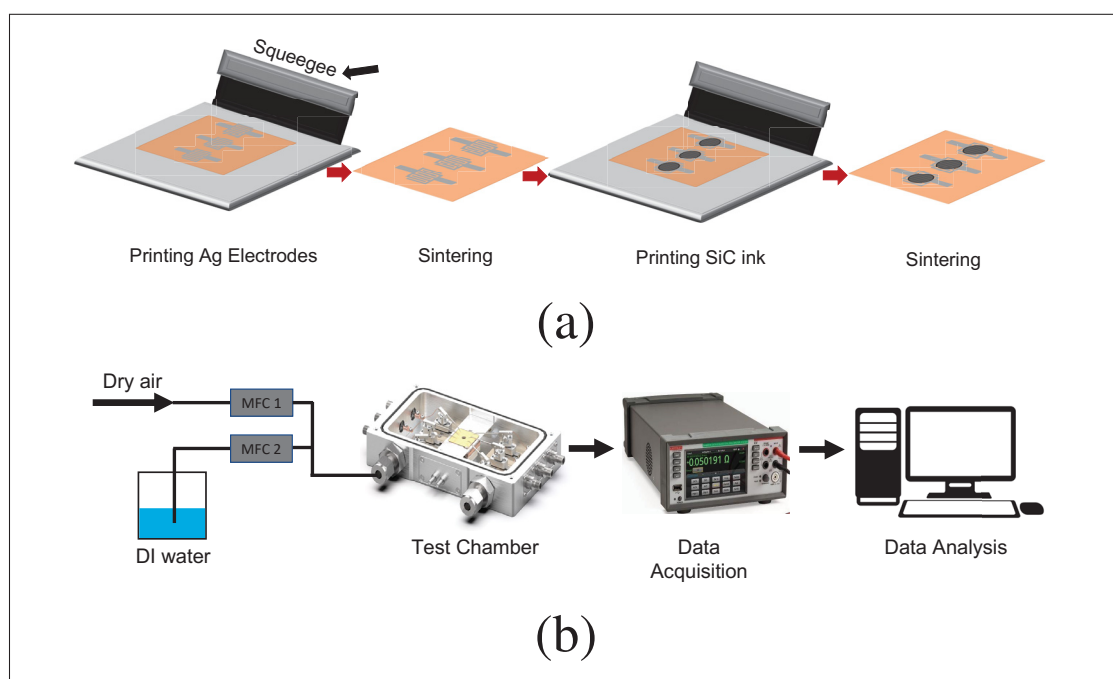 Squeegee
Printing Ag Electrodes
Sintering
Printing SiC ink
Sintering
(a)
Dry air
MFC 1
MFC 2
DI water
Test Chamber
-0.050191 Ω
Data
Acquisition
Data Analysis
(b)